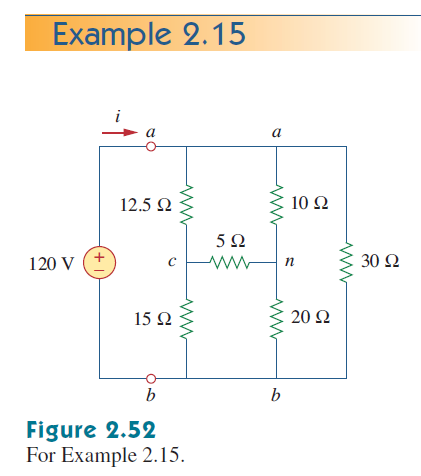 Example 2.15
i
a
a
12.5 Ω
10 Ω
5 Ω
120 V
+
−
c
n
30 Ω
15 Ω
20 Ω
b
b
Figure 2.52
For Example 2.15.